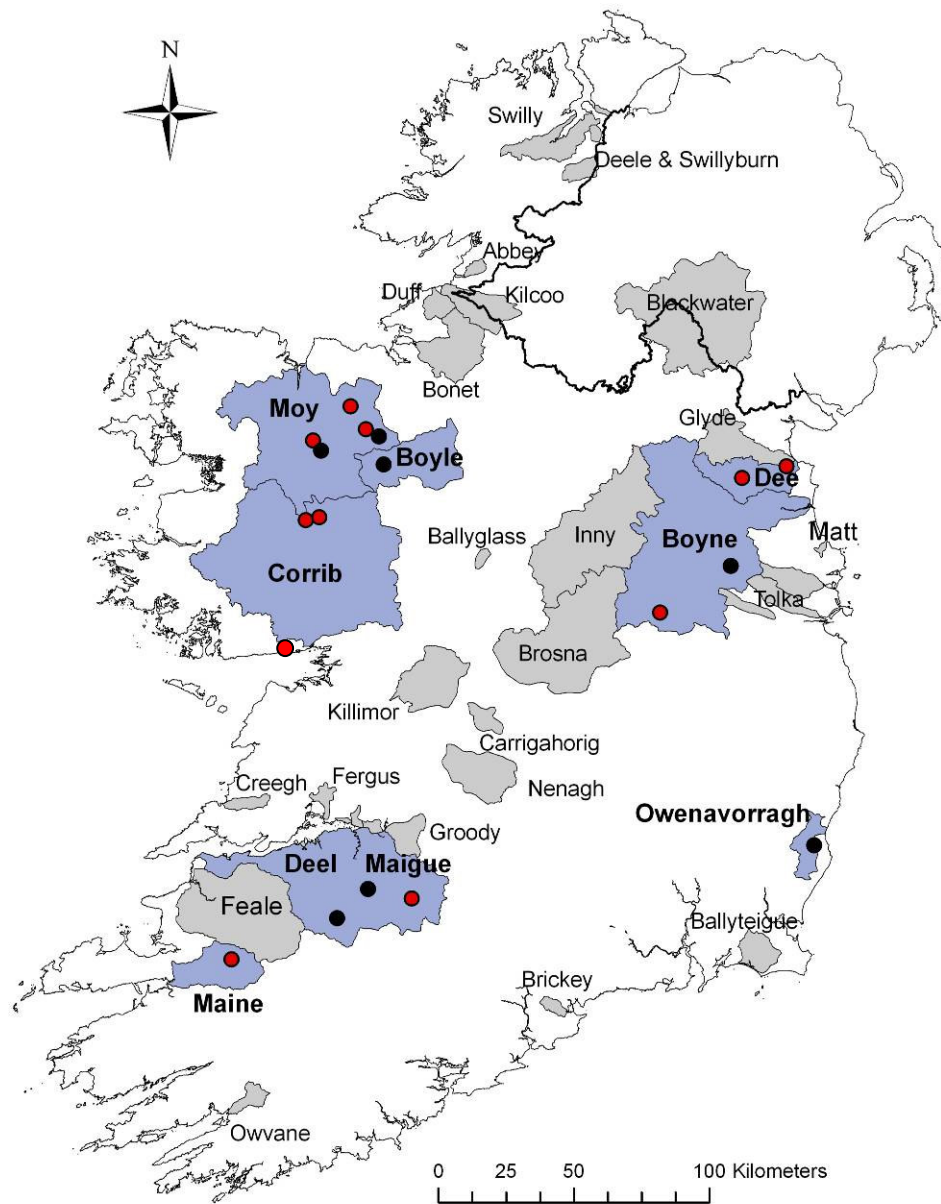 N
Swilly
Deele & Swillyburn
Abbey
Duff
Kilcoo
Blackwater
Bonet
Moy
Glyde
Boyle
Dee
Ballyglass
Inny
Matt
Boyne
Corrib
Tolka
Brosna
Killimor
Carrigahorig
Fergus
Creegh
Nenagh
Owenavorragh
Groody
Deel
Maigue
Feale
Ballyteigue
Brickey
Maine
Owvane
0 25 50 100 Kilometers